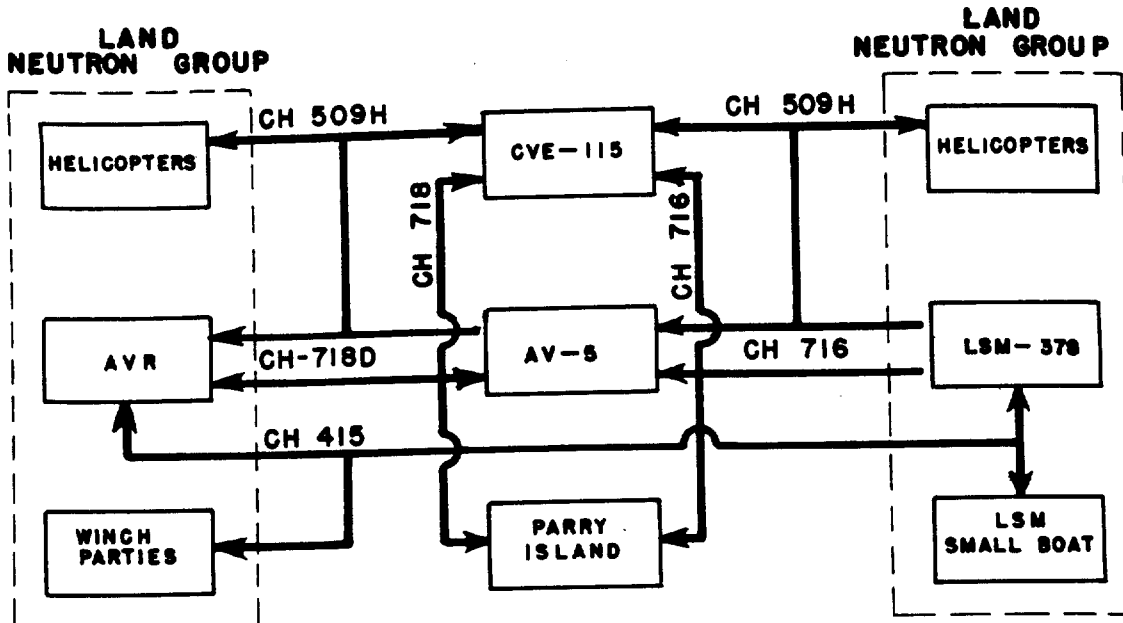 LAND
NEUTRON GROUP
LAND
NEUTRON GROUP
CH 509H
CH 509H
HELICOPTERS
CVE-115
HELICOPTERS
CH 718
CH 716
AVR
CH-718D
AV-5
CH 716
LSM-378
CH 415
WINCH
PARTIES
PARRY
ISLAND
LSM
SMALL BOAT